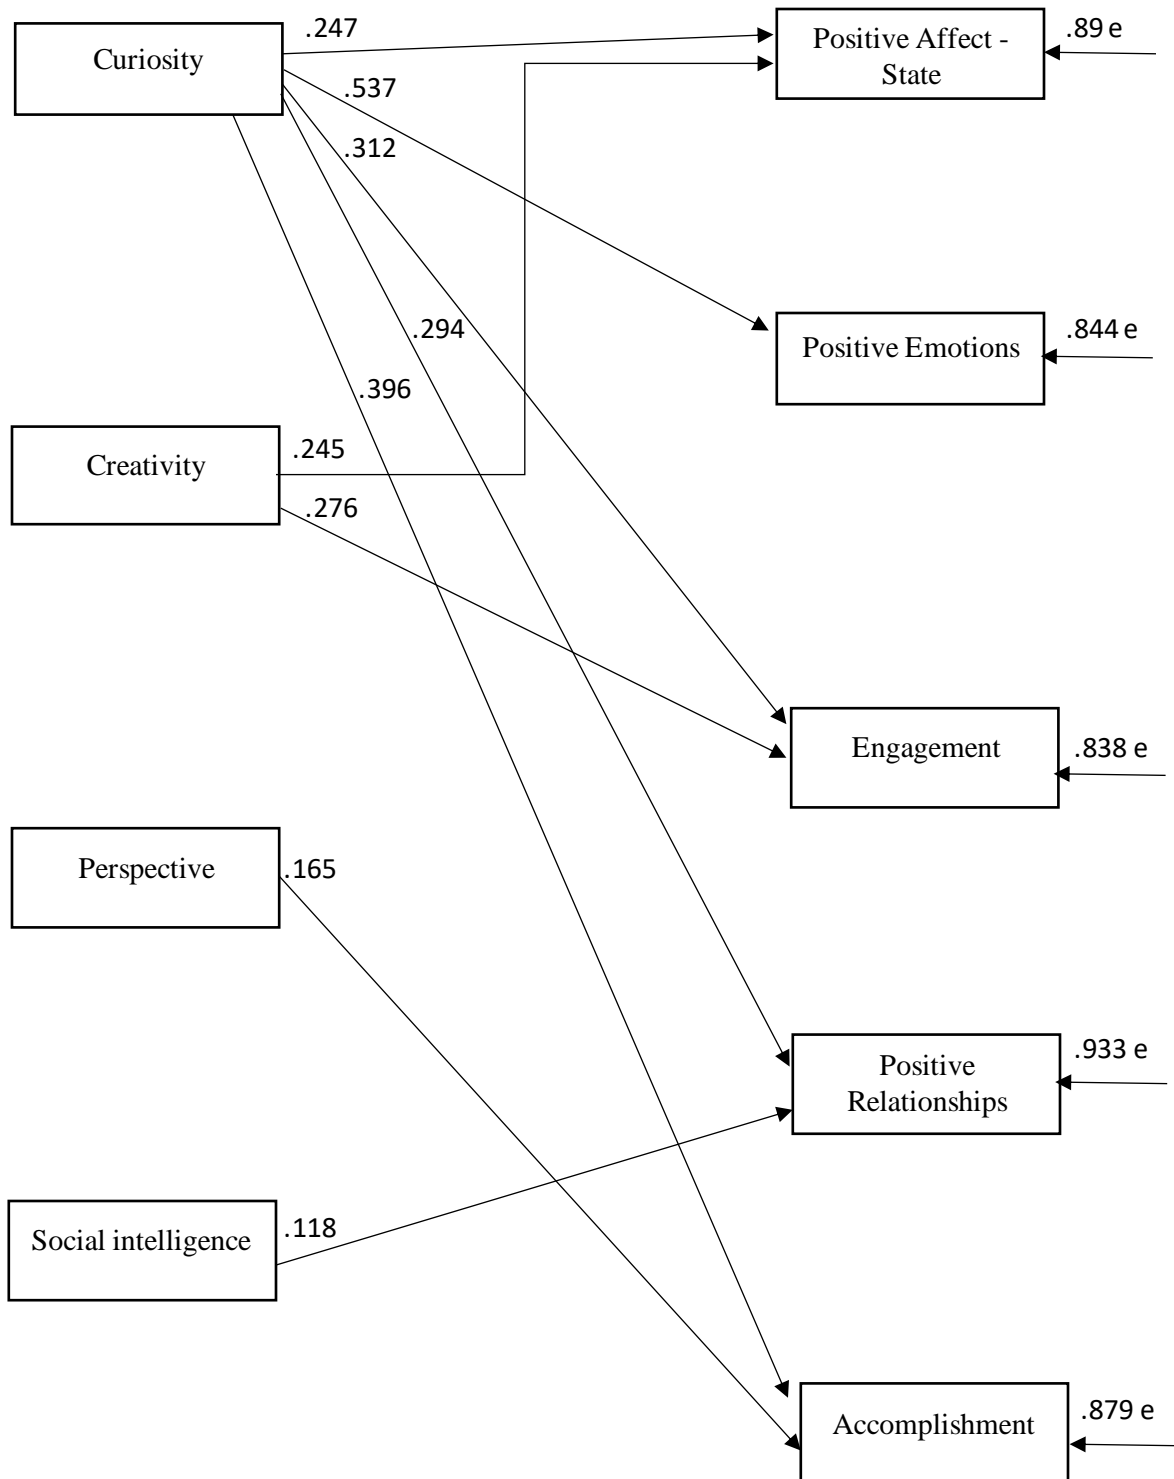 .247
Positive Affect -
State
.89 e
Curiosity
.537
.312
.294
Positive Emotions
.844 e
.396
Creativity
.245
.276
Engagement
.838 e
Perspective
.165
Positive
Relationships
.933 e
Social intelligence
.118
Accomplishment
.879 e